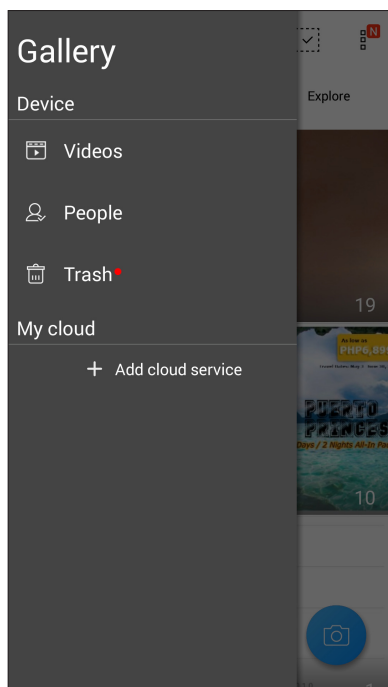 Gallery
N
Device
Explore
Videos
People
Trash
19
My cloud
As low as
PHP6,89
Add cloud service
PUERTO
PRINCES
Days / 2 Nights All-In Pa
10